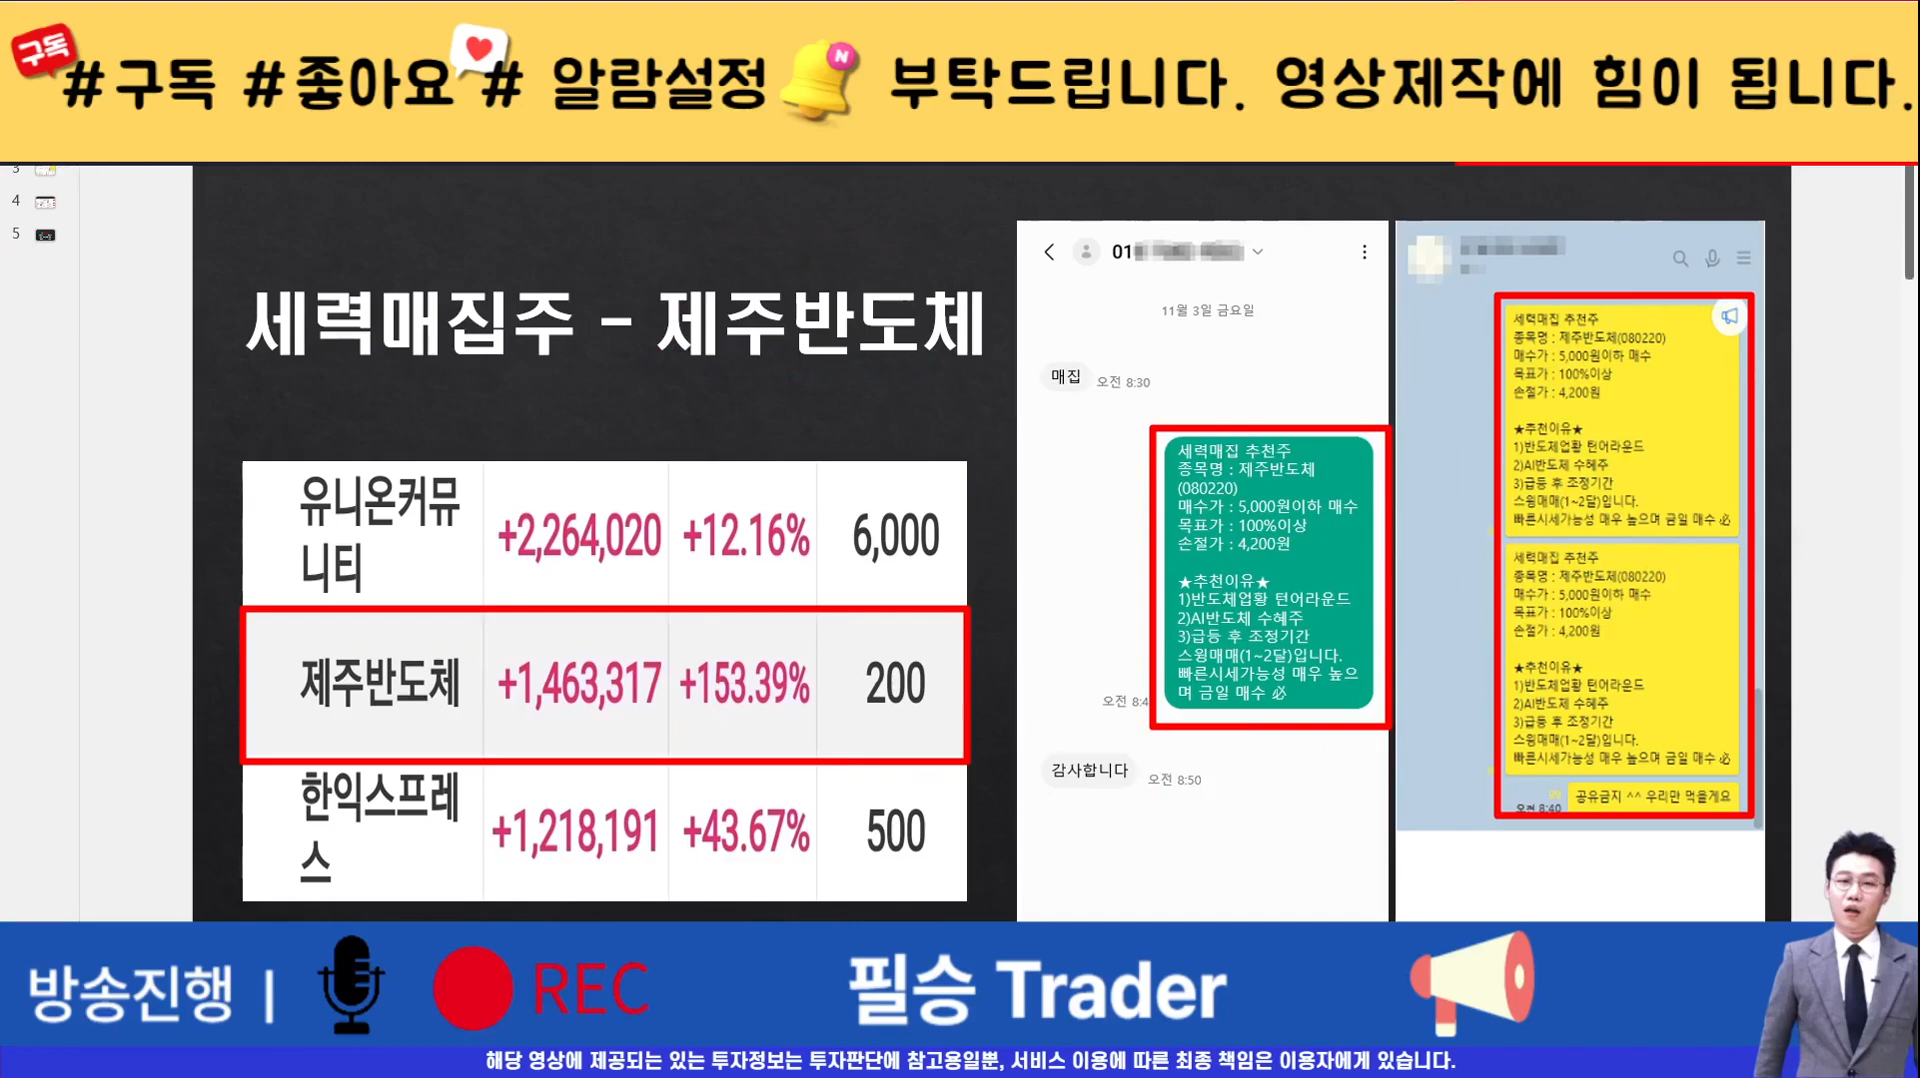 구독
#구독 #좋아요 # 알람설정 N 부탁드립니다. 영상제작에 힘이 됩니다.
3
4
5
세력매집주 - 제주반도체
유니온커뮤니티 +2,264,020 +12.16% 6,000
제주반도체 +1,463,317 +153.39% 200
한익스프레스 +1,218,191 +43.67% 500
01
11월 3일 금요일
매집 오전 8:30
세력매집 추천주
종목명 : 제주반도체
(080220)
매수가 : 5,000원이하 매수
목표가 : 100%이상
손절가 : 4,200원
★추천이유★
1)반도체업황 턴어라운드
2)AI반도체 수혜주
3)급등 후 조정기간
스윙매매(1~2달)입니다.
빠른시세가능성 매우 높으
며 금일 매수 必
오전 8:4
감사합니다 오전 8:50
세력매집 추천주
종목명 : 제주반도체(080220)
매수가 : 5,000원이하 매수
목표가 : 100%이상
손절가 : 4,200원
★추천이유★
1)반도체업황 턴어라운드
2)AI반도체 수혜주
3)급등 후 조정기간
스윙매매(1~2달)입니다.
빠른시세가능성 매우 높으며 금일 매수 必
세력매집 추천주
종목명 : 제주반도체(080220)
매수가 : 5,000원이하 매수
목표가 : 100%이상
손절가 : 4,200원
★추천이유★
1)반도체업황 턴어라운드
2)AI반도체 수혜주
3)급등 후 조정기간
스윙매매(1~2달)입니다.
빠른시세가능성 매우 높으며 금일 매수 必
오전 8:40 공유금지 ^^ 우리만 먹을게요
방송진행 | REC 필승 Trader
해당 영상에 제공되는 있는 투자정보는 투자판단에 참고용일뿐, 서비스 이용에 따른 최종 책임은 이용자에게 있습니다.